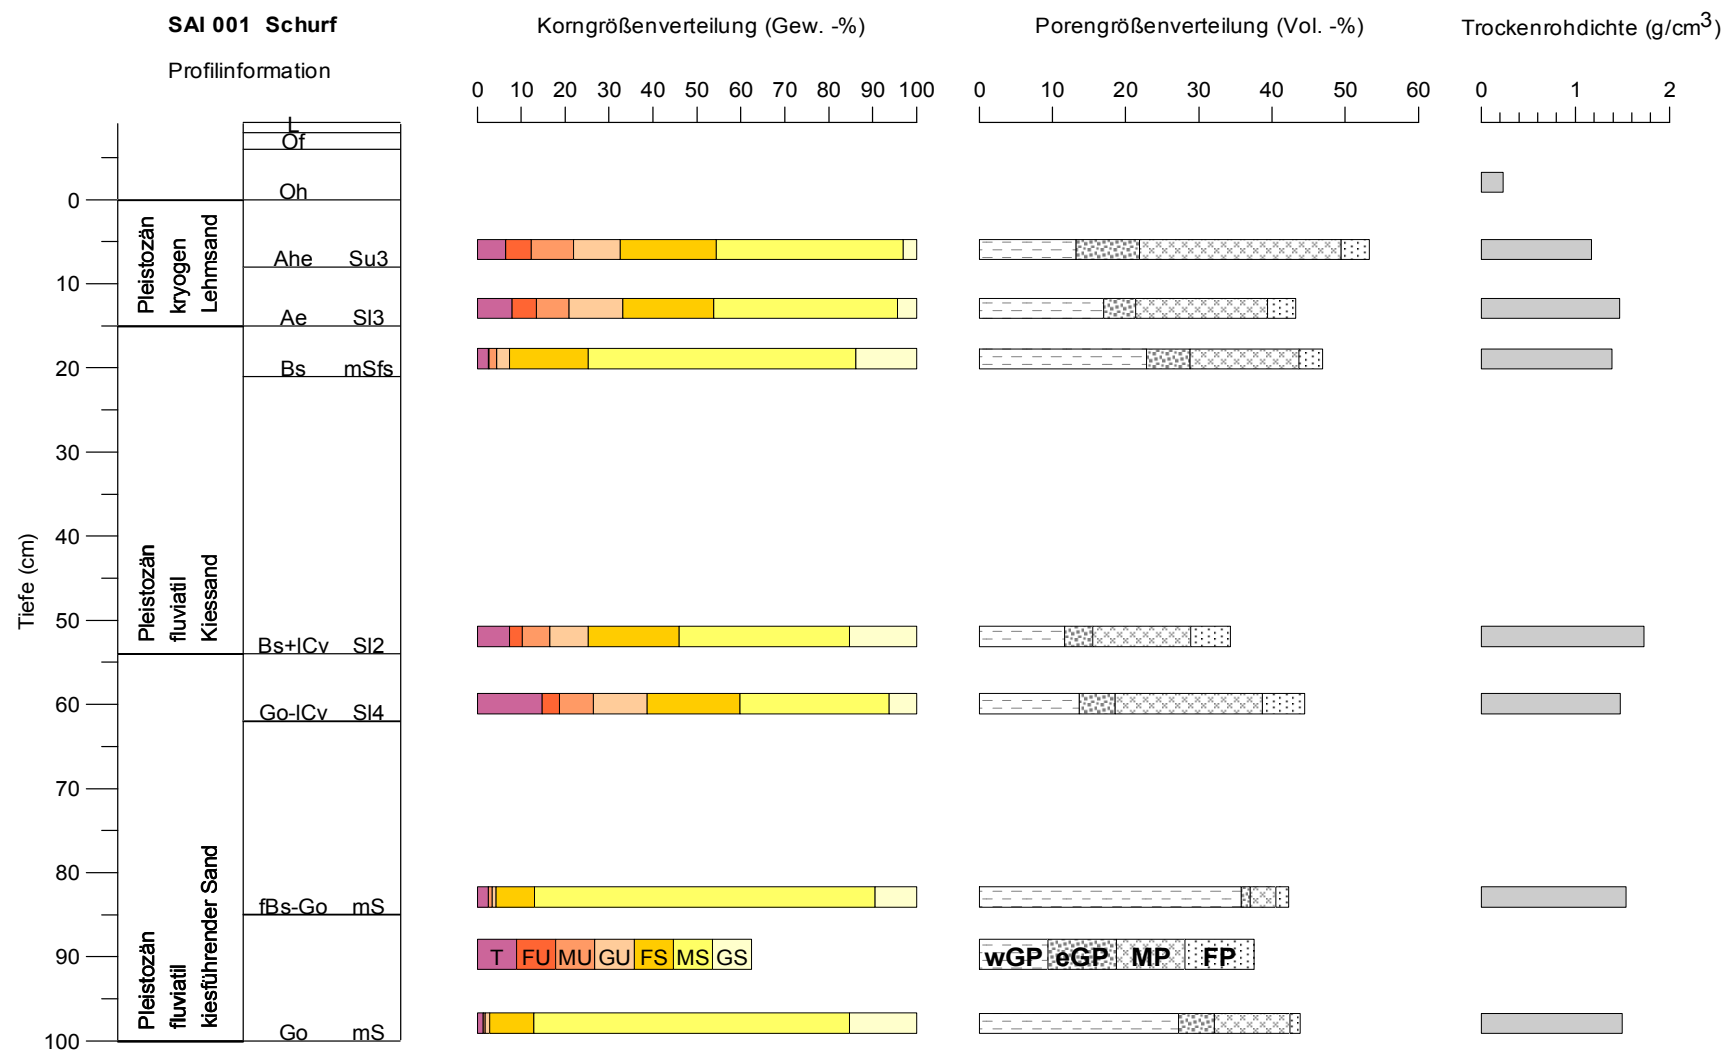 SAI 001 Schurf
Korngrößenverteilung (Gew. -%)
Porengrößenverteilung (Vol. -%)
Trockenrohdichte (g/cm3)
Profilinformation
0 10 20 30 40 50 60 70 80 90 100
0 10 20 30 40 50 60
0 1 2
L
Of
Oh
0
Pleistozän
kryogen
Lehmsand
Ahe Su3
10
Ae Sl3
20
Bs mSfs
30
40
Tiefe (cm)
Pleistozän
fluviatil
Kiessand
50
Bs+lCv Sl2
60
Go-lCv Sl4
70
80
Pleistozän
fluviatil
kiesführender Sand
fBs-Go mS
90
T FU MU GU FS MS GS
wGP eGP MP FP
Go mS
100